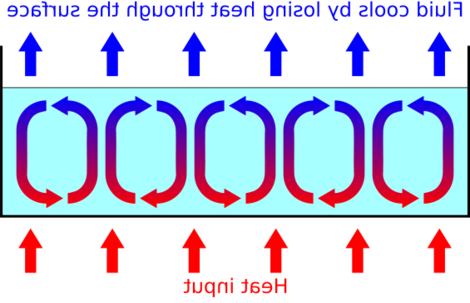 Fluid cools by losing heat through the surface
Heat input